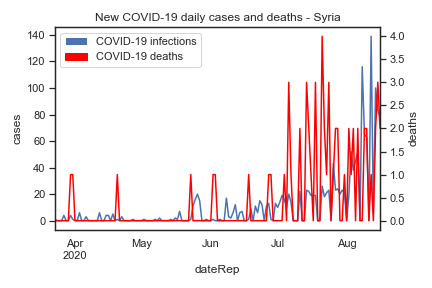 New COVID-19 daily cases and deaths - Syria
COVID-19 infections
COVID-19 deaths
140
120
100
80
60
40
20
0
cases
4.0
3.5
3.0
2.5
2.0
1.5
1.0
0.5
0.0
deaths
Apr
2020
May
Jun
Jul
Aug
dateRep